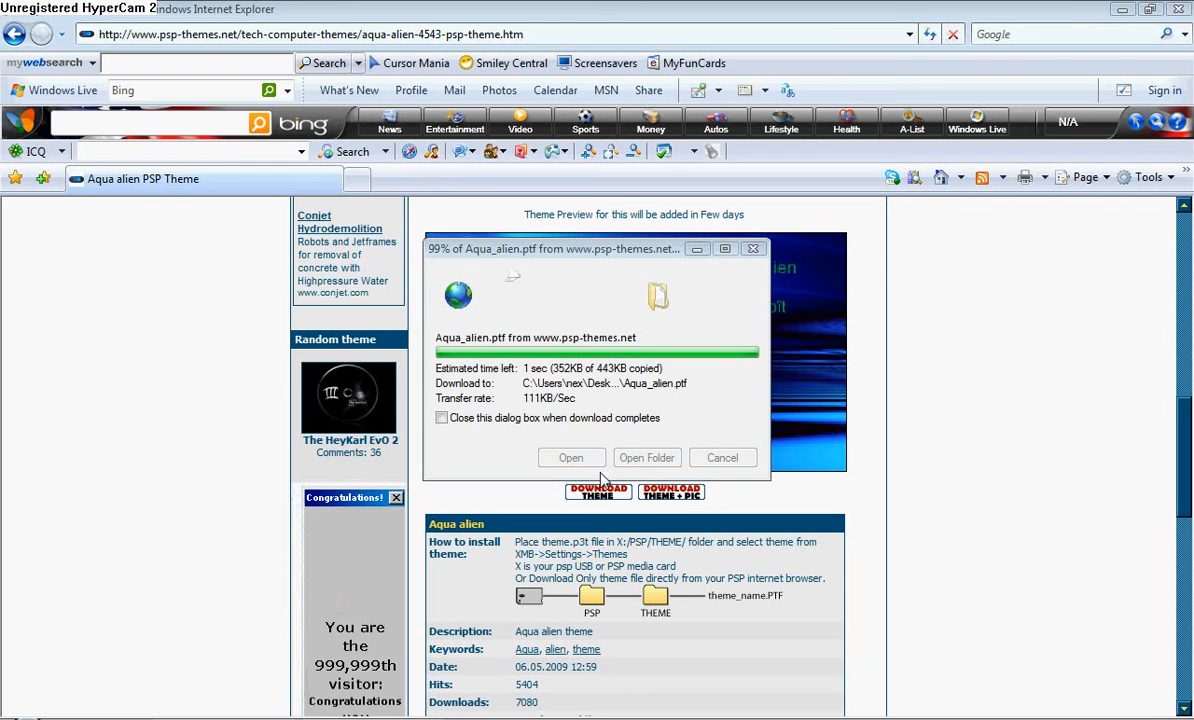 Unregistered HyperCam 2
indows Internet Explorer
http://www.psp-themes.net/tech-computer-themes/aqua-alien-4543-psp-theme.htm
Google
mywebsearch
Search
Cursor Mania
Smiley Central
Screensavers
MyFunCards
Windows Live
Bing
What's New
Profile
Mail
Photos
Calendar
MSN
Share
Sign in
bing
News
Entertainment
Video
Sports
Money
Autos
Lifestyle
Health
A-List
Windows Live
N/A
ICQ
Search
Aqua alien PSP Theme
Page
Tools
Conjet
Hydrodemolition
Robots and Jetframes
for removal of
concrete with
Highpressure Water
www.conjet.com
Random theme
The HeyKarl EvO 2
Comments: 36
Congratulations!
You are
the
999,999th
visitor:
Congratulations
Theme Preview for this will be added in Few days
99% of Aqua_alien.ptf from www.psp-themes.net...
Aqua_alien.ptf from www.psp-themes.net
Estimated time left: 1 sec (352KB of 443KB copied)
Download to: C:\Users\nex\Desk...\Aqua_alien.ptf
Transfer rate: 111KB/Sec
Close this dialog box when download completes
Open
Open Folder
Cancel
ien
oït
DOWNLOAD
THEME
DOWNLOAD
THEME + PIC
Aqua alien
How to install
theme:
Place theme.p3t file in X:/PSP/THEME/ folder and select theme from
XMB->Settings->Themes
X is your psp USB or PSP media card
Or Download Only theme file directly from your PSP internet browser.
theme_name.PTF
PSP
THEME
Description: Aqua alien theme
Keywords: Aqua, alien, theme
Date: 06.05.2009 12:59
Hits: 5404
Downloads: 7080